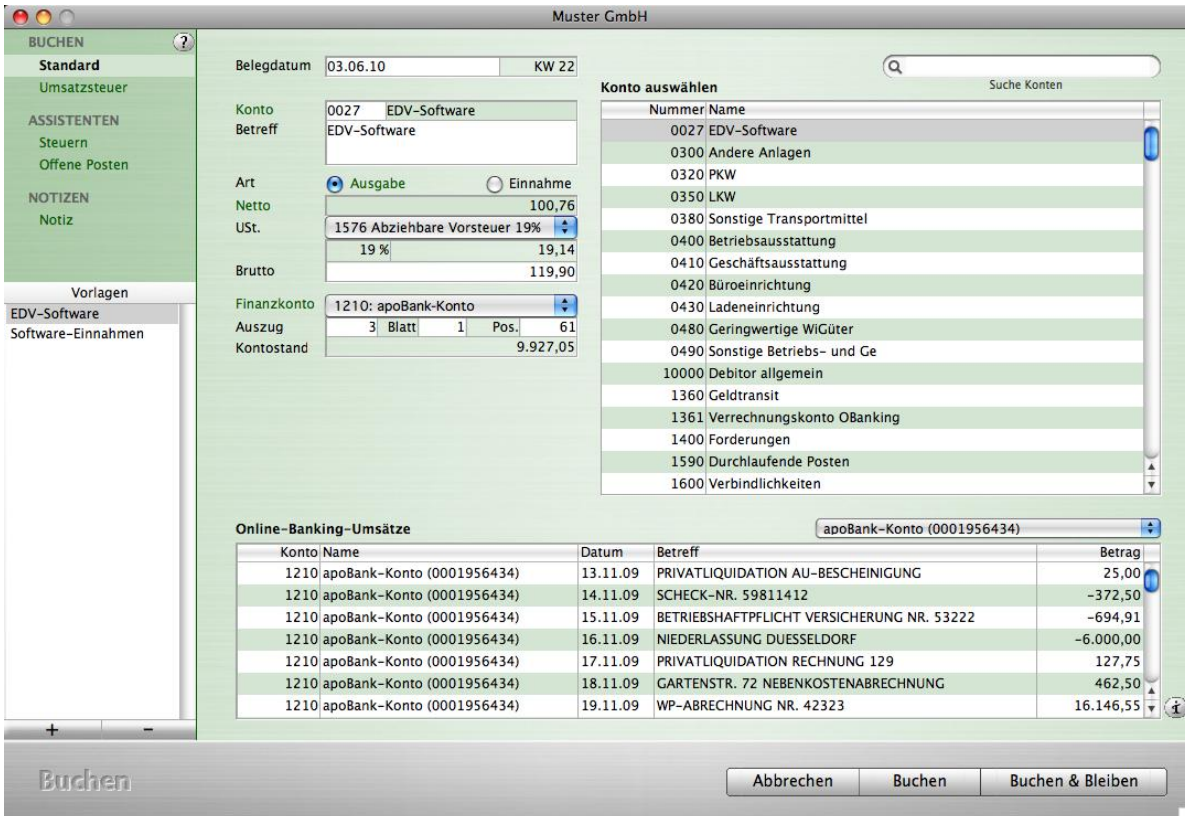 Muster GmbH
BUCHEN ?
Standard
Umsatzsteuer
ASSISTENTEN
Steuern
Offene Posten
NOTIZEN
Notiz
Vorlagen
EDV-Software
Software-Einnahmen
+ -
Belegdatum 03.06.10 KW 22
Konto 0027 EDV-Software
Betreff EDV-Software
Art Ausgabe Einnahme
Netto 100,76
USt. 1576 Abziehbare Vorsteuer 19%
19 % 19,14
Brutto 119,90
Finanzkonto 1210: apoBank-Konto
Auszug 3 Blatt 1 Pos. 61
Kontostand 9.927,05
Suche Konten
Konto auswählen
Nummer Name
0027 EDV-Software
0300 Andere Anlagen
0320 PKW
0350 LKW
0380 Sonstige Transportmittel
0400 Betriebsausstattung
0410 Geschäftsausstattung
0420 Büroeinrichtung
0430 Ladeneinrichtung
0480 Geringwertige WiGüter
0490 Sonstige Betriebs- und Ge
10000 Debitor allgemein
1360 Geldtransit
1361 Verrechnungskonto OBanking
1400 Forderungen
1590 Durchlaufende Posten
1600 Verbindlichkeiten
Online-Banking-Umsätze apoBank-Konto (0001956434)
Konto Name Datum Betreff Betrag
1210 apoBank-Konto (0001956434) 13.11.09 PRIVATLIQUIDATION AU-BESCHEINIGUNG 25,00
1210 apoBank-Konto (0001956434) 14.11.09 SCHECK-NR. 59811412 -372,50
1210 apoBank-Konto (0001956434) 15.11.09 BETRIEBSHAFTPFLICHT VERSICHERUNG NR. 53222 -694,91
1210 apoBank-Konto (0001956434) 16.11.09 NIEDERLASSUNG DUESSELDORF -6.000,00
1210 apoBank-Konto (0001956434) 17.11.09 PRIVATLIQUIDATION RECHNUNG 129 127,75
1210 apoBank-Konto (0001956434) 18.11.09 GARTENSTR. 72 NEBENKOSTENABRECHNUNG 462,50
1210 apoBank-Konto (0001956434) 19.11.09 WP-ABRECHNUNG NR. 42323 16.146,55
i
Buchen Abbrechen Buchen Buchen & Bleiben